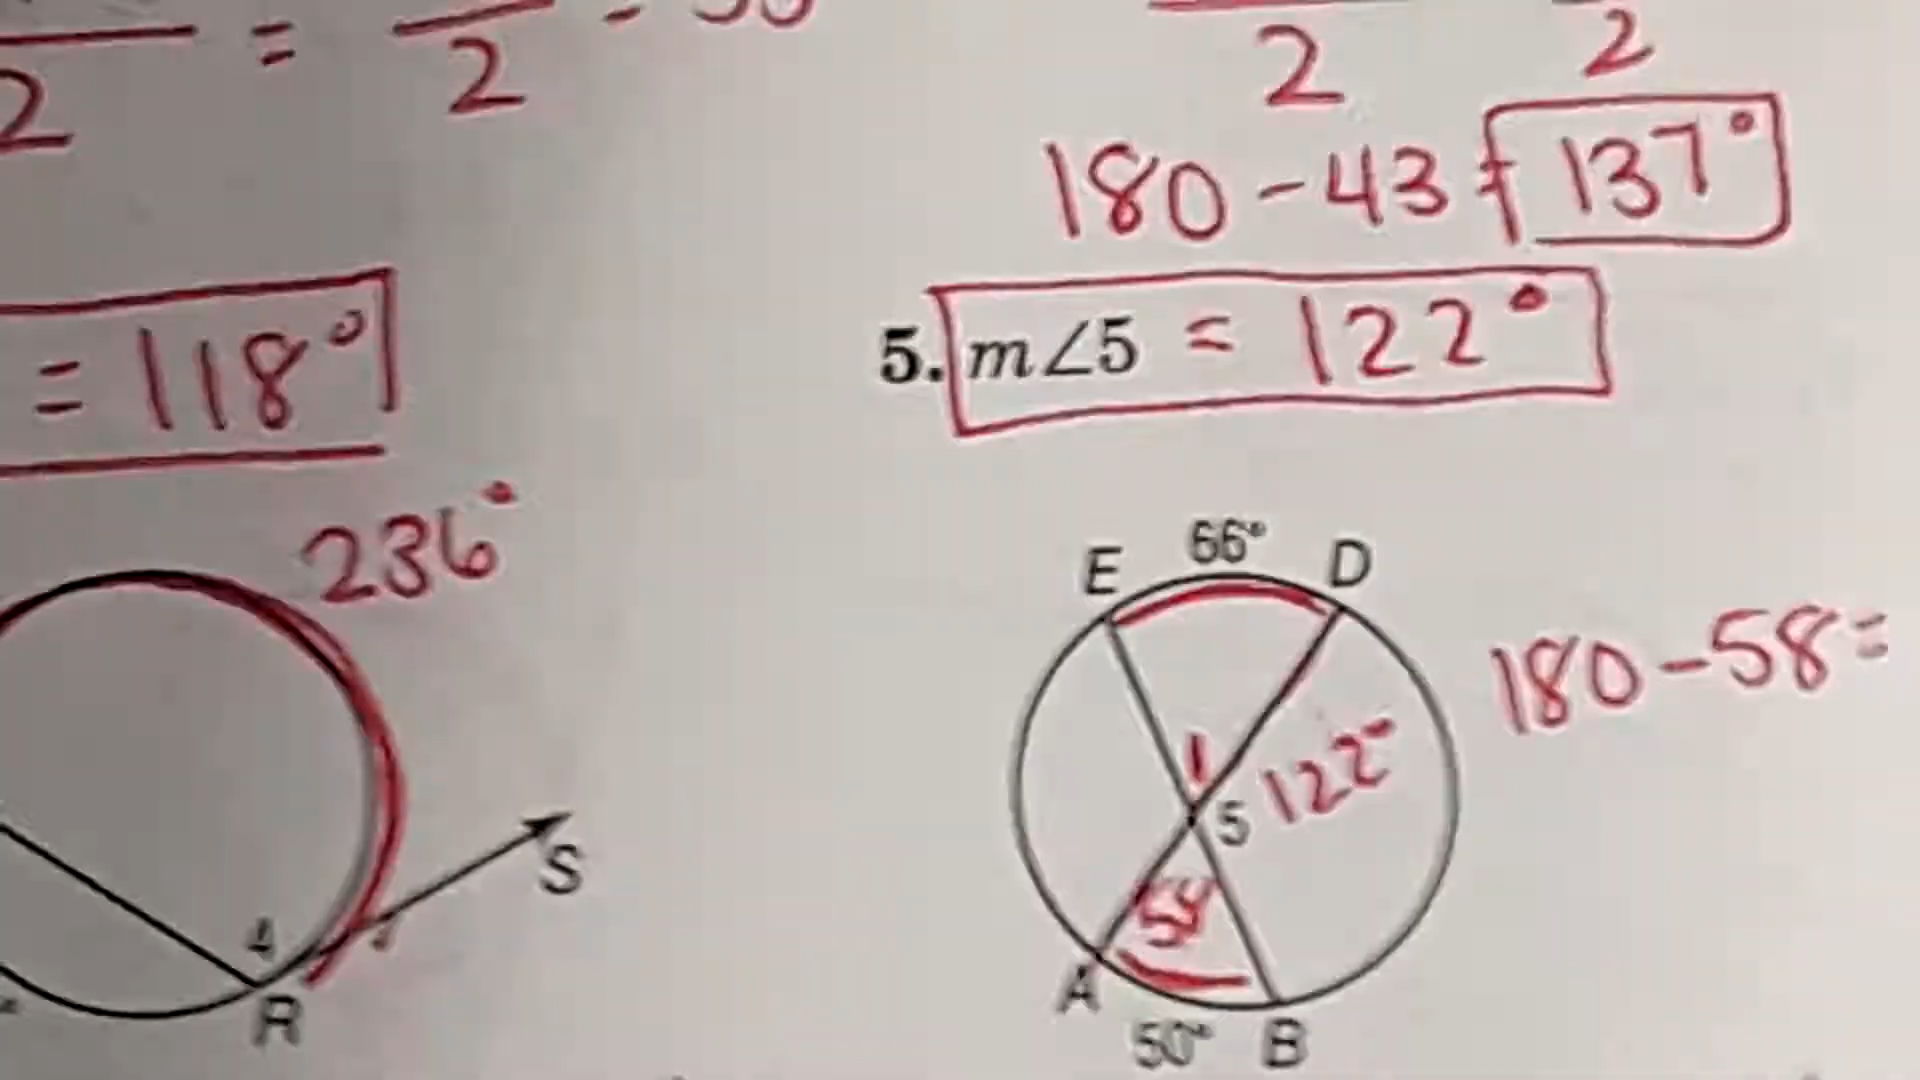 2 = 2 =
2 2
180 - 43 = 137°
= 118°
5. m∠5 = 122°
236°
4
R
S
E 66° D
180 - 58 =
1
122°
5
58
A
50° B